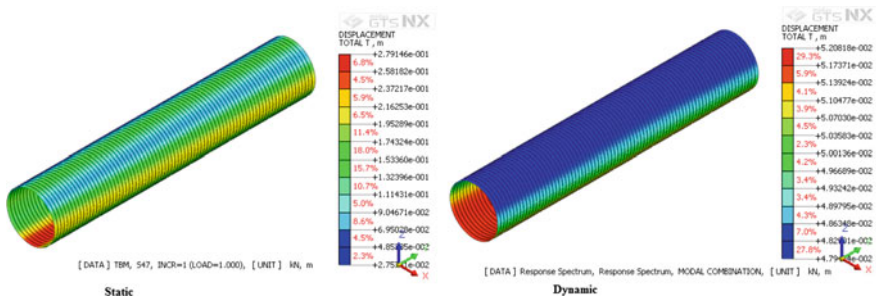 GTS NX
DISPLACEMENT
TOTAL T , m
+2.79146e-001
6.8%
+2.58182e-001
4.5%
+2.37217e-001
5.9%
+2.16253e-001
6.5%
+1.95289e-001
11.4%
+1.74324e-001
18.0%
+1.53360e-001
15.7%
+1.32396e-001
10.7%
+1.11431e-001
5.0%
+9.04671e-002
8.6%
+6.95028e-002
4.5%
2.3%
Z
X
[ DATA ] TBM, S47, INCR=1 (LOAD=1.000), [ UNIT ] kN, m
Static
GTS NX
DISPLACEMENT
TOTAL T, m
+5.20818e-002
29.3%
+5.17371e-002
5.9%
+5.13924e-002
4.1%
+5.10477e-002
3.9%
+5.07030e-002
4.5%
+5.03583e-002
2.3%
+5.00136e-002
4.2%
+4.96689e-002
3.4%
+4.93242e-002
3.4%
+4.89795e-002
4.3%
+4.86348e-002
7.0%
27.8%
Z
X
[ DATA ] Response Spectrum, Response Spectrum, MODAL COMBINATION, [ UNIT ] kN, m
Dynamic